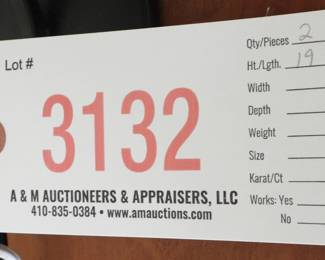 Lot #
3132
A & M AUCTIONEERS & APPRAISERS, LLC
410-835-0384 • www.amauctions.com
Qty/Pieces 2
Ht./Lgth. 19
Width
Depth
Weight
Size
Karat/Ct
Works: Yes
No